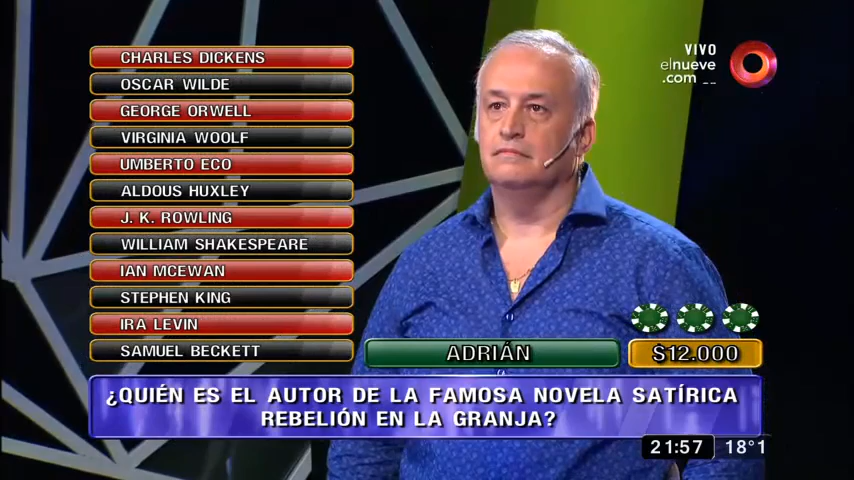 CHARLES DICKENS
OSCAR WILDE
GEORGE ORWELL
VIRGINIA WOOLF
UMBERTO ECO
ALDOUS HUXLEY
J. K. ROWLING
WILLIAM SHAKESPEARE
IAN MCEWAN
STEPHEN KING
IRA LEVIN
SAMUEL BECKETT
VIVO
elnueve
.com
ADRIÁN
$12.000
¿QUIÉN ES EL AUTOR DE LA FAMOSA NOVELA SATÍRICA
REBELIÓN EN LA GRANJA?
21:57 18°1